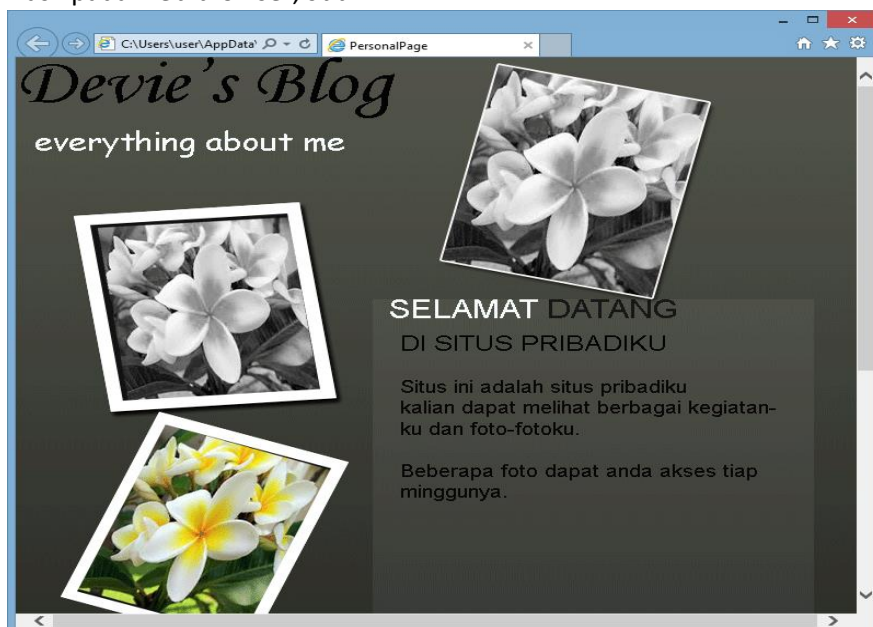 C:\Users\user\AppData\
PersonalPage
Devie's Blog
everything about me
SELAMAT DATANG
DI SITUS PRIBADIKU
Situs ini adalah situs pribadiku
kalian dapat melihat berbagai kegiatan-
ku dan foto-fotoku.
Beberapa foto dapat anda akses tiap
minggunya.